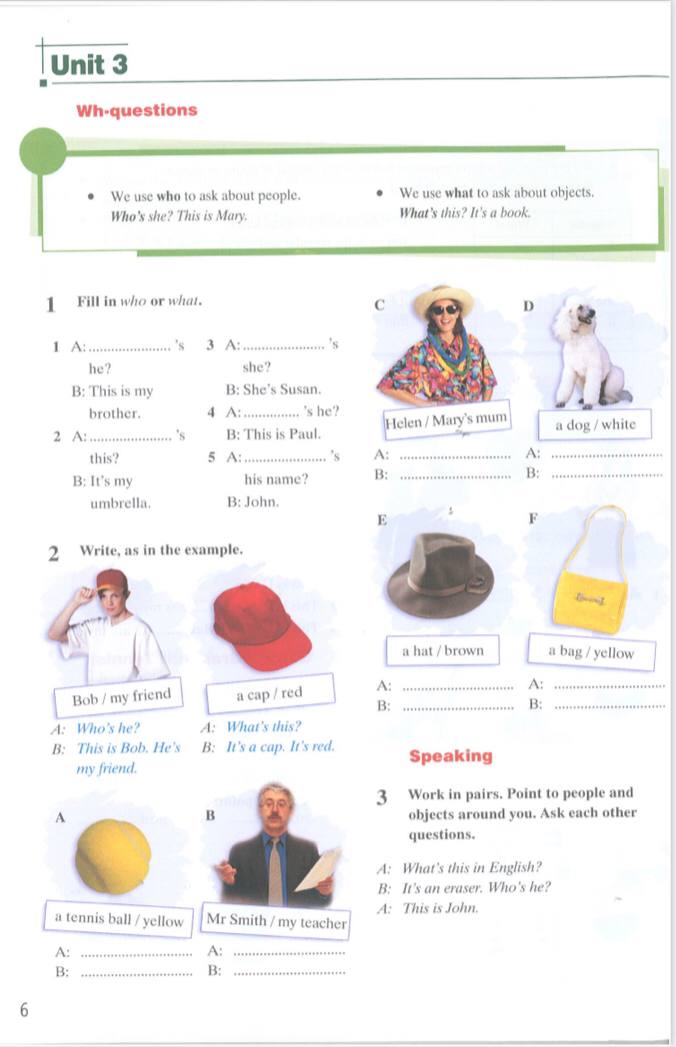 Unit 3
Wh-questions
• We use who to ask about people.
Who's she? This is Mary.
• We use what to ask about objects.
What's this? It's a book.
1 Fill in who or what.
1 A: ........................ 's
he?
B: This is my
brother.
2 A: ........................ 's
this?
B: It's my
umbrella.
3 A: ........................ 's
she?
B: She's Susan.
4 A: ................ 's he?
B: This is Paul.
5 A: ........................ 's
his name?
B: John.
2 Write, as in the example.
Bob / my friend
A: Who's he?
B: This is Bob. He's
my friend.
a cap / red
A: What's this?
B: It's a cap. It's red.
A
a tennis ball / yellow
A: ................................
B: ................................
B
Mr Smith / my teacher
A: ................................
B: ................................
C
Helen / Mary's mum
A: ................................
B: ................................
D
a dog / white
A: ................................
B: ................................
E
a hat / brown
A: ................................
B: ................................
F
a bag / yellow
A: ................................
B: ................................
Speaking
3 Work in pairs. Point to people and
objects around you. Ask each other
questions.
A: What's this in English?
B: It's an eraser. Who's he?
A: This is John.
6